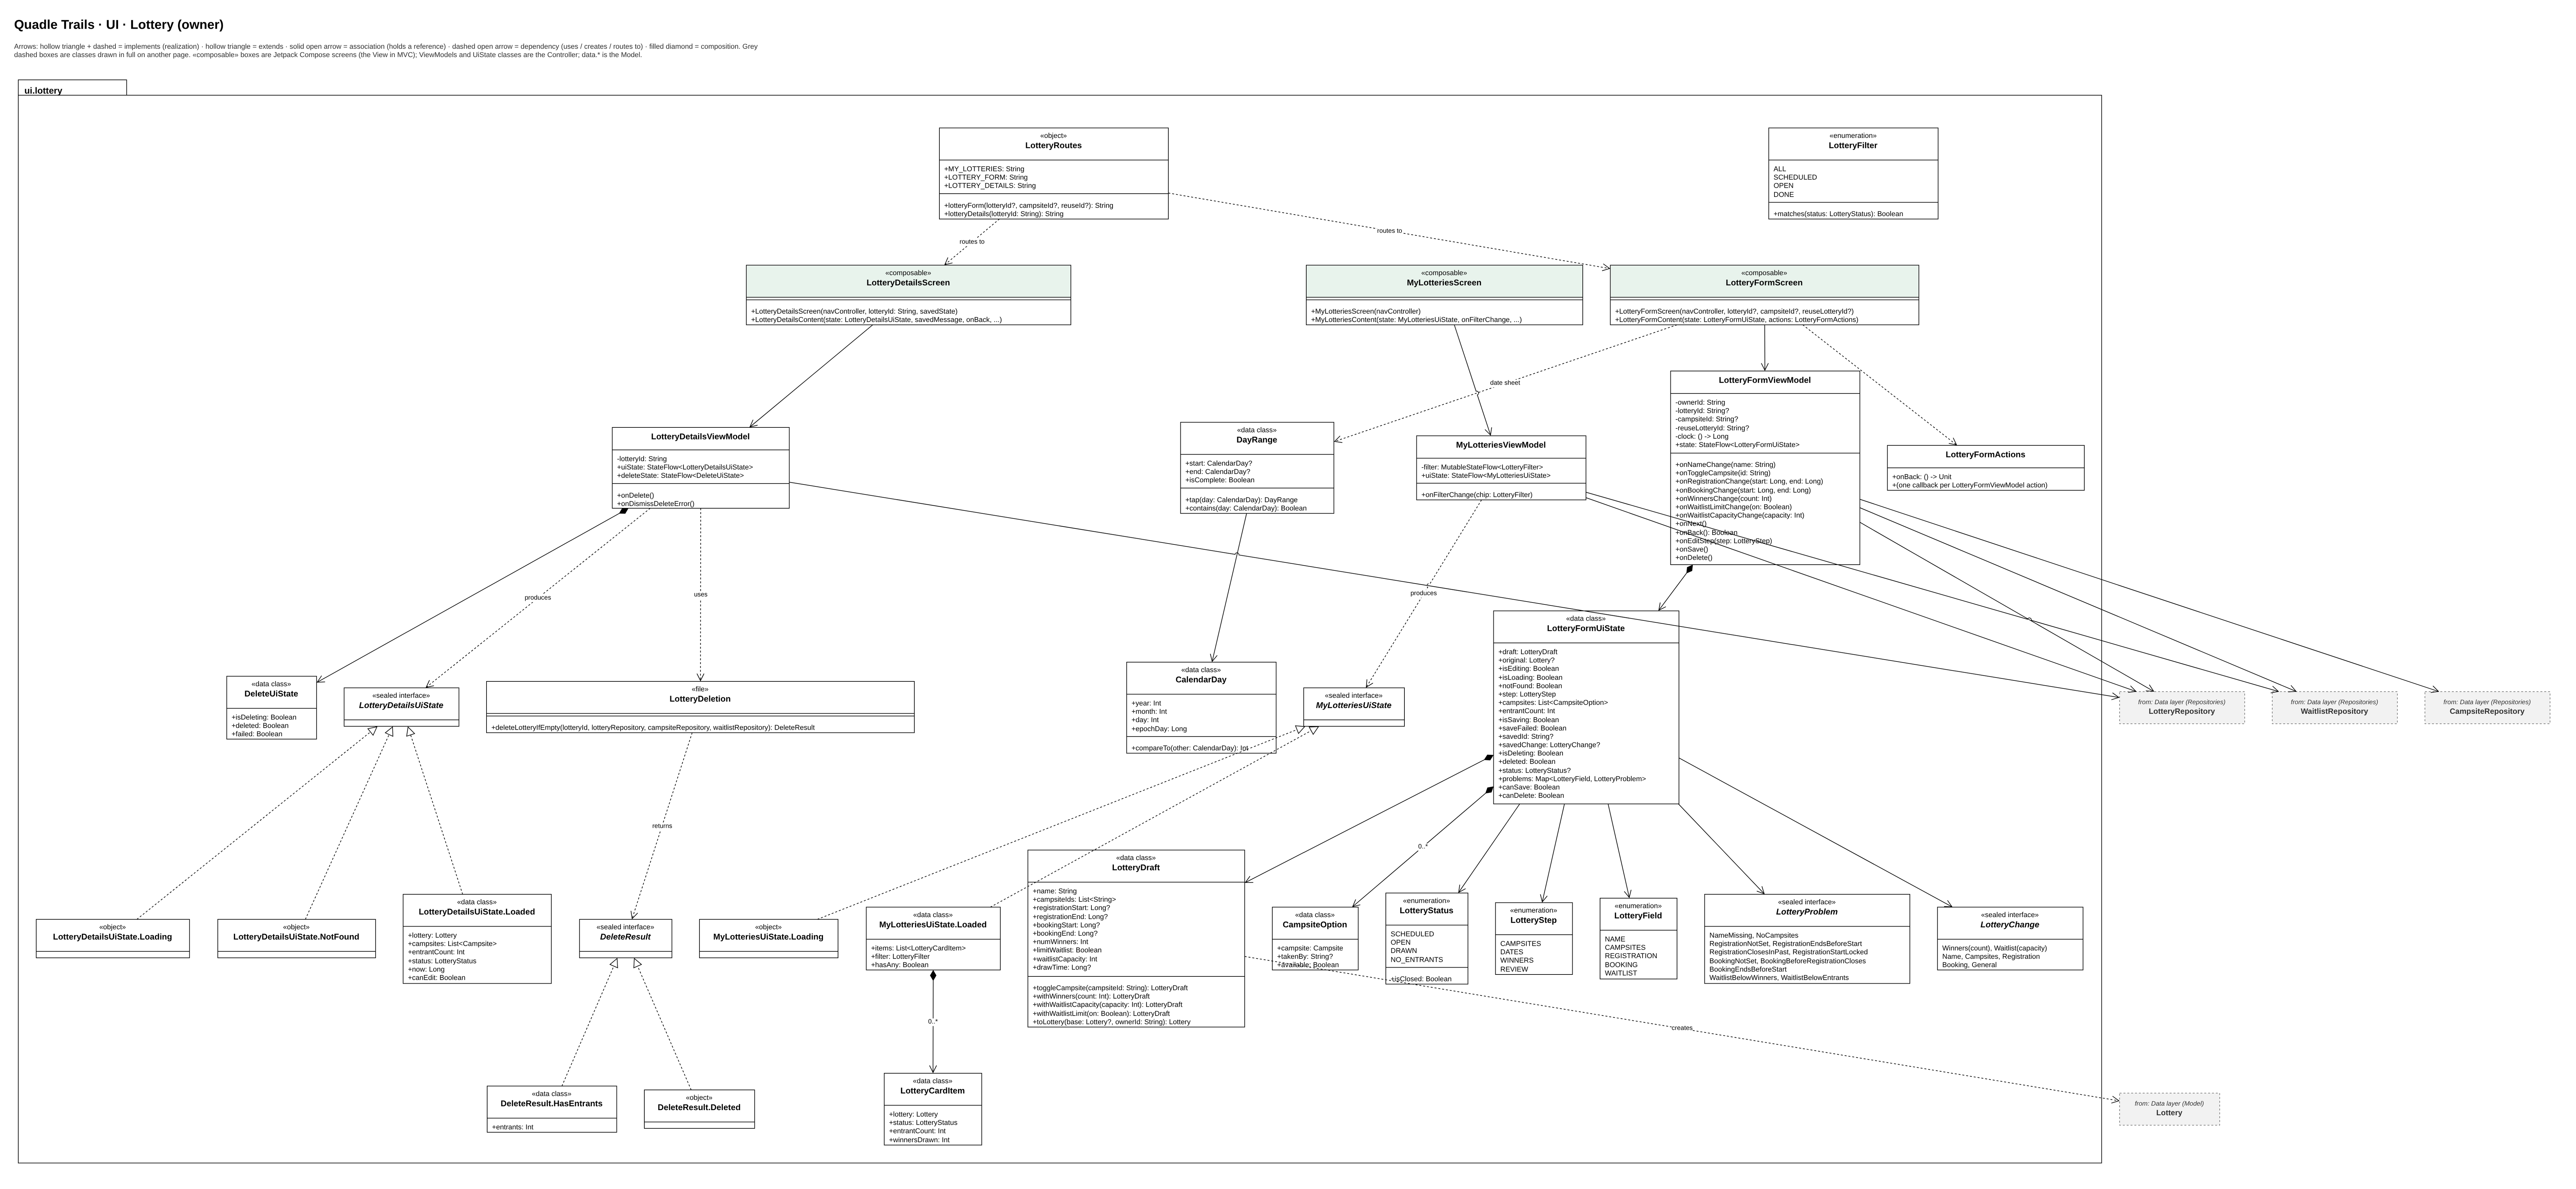 Quadle Trails · UI · Lottery (owner)
Arrows: hollow triangle + dashed = implements (realization) · hollow triangle = extends · solid open arrow = association (holds a reference) · dashed open arrow = dependency (uses / creates / routes to) · filled diamond = composition. Grey
dashed boxes are classes drawn in full on another page. «composable» boxes are Jetpack Compose screens (the View in MVC); ViewModels and UiState classes are the Controller; data.* is the Model.
ui.lottery
«object»
LotteryRoutes
+MY_LOTTERIES: String
+LOTTERY_FORM: String
+LOTTERY_DETAILS: String
+lotteryForm(lotteryId?, campsiteId?, reuseId?): String
+lotteryDetails(lotteryId: String): String
«enumeration»
LotteryFilter
ALL
SCHEDULED
OPEN
DONE
+matches(status: LotteryStatus): Boolean
routes to
routes to
«composable»
LotteryDetailsScreen
+LotteryDetailsScreen(navController, lotteryId: String, savedState)
+LotteryDetailsContent(state: LotteryDetailsUiState, savedMessage, onBack, ...)
«composable»
MyLotteriesScreen
+MyLotteriesScreen(navController)
+MyLotteriesContent(state: MyLotteriesUiState, onFilterChange, ...)
«composable»
LotteryFormScreen
+LotteryFormScreen(navController, lotteryId?, campsiteId?, reuseLotteryId?)
+LotteryFormContent(state: LotteryFormUiState, actions: LotteryFormActions)
date sheet
LotteryFormViewModel
-ownerId: String
-lotteryId: String?
-campsiteId: String?
-reuseLotteryId: String?
-clock: () -> Long
+state: StateFlow<LotteryFormUiState>
+onNameChange(name: String)
+onToggleCampsite(id: String)
+onRegistrationChange(start: Long, end: Long)
+onBookingChange(start: Long, end: Long)
+onWinnersChange(count: Int)
+onWaitlistLimitChange(on: Boolean)
+onWaitlistCapacityChange(capacity: Int)
+onNext()
+onBack(): Boolean
+onEditStep(step: LotteryStep)
+onSave()
+onDelete()
LotteryDetailsViewModel
-lotteryId: String
+uiState: StateFlow<LotteryDetailsUiState>
+deleteState: StateFlow<DeleteUiState>
+onDelete()
+onDismissDeleteError()
«data class»
DayRange
+start: CalendarDay?
+end: CalendarDay?
+isComplete: Boolean
+tap(day: CalendarDay): DayRange
+contains(day: CalendarDay): Boolean
MyLotteriesViewModel
-filter: MutableStateFlow<LotteryFilter>
+uiState: StateFlow<MyLotteriesUiState>
+onFilterChange(chip: LotteryFilter)
LotteryFormActions
+onBack: () -> Unit
+(one callback per LotteryFormViewModel action)
produces
uses
produces
«data class»
LotteryFormUiState
+draft: LotteryDraft
+original: Lottery?
+isEditing: Boolean
+isLoading: Boolean
+notFound: Boolean
+step: LotteryStep
+campsites: List<CampsiteOption>
+entrantCount: Int
+isSaving: Boolean
+saveFailed: Boolean
+savedId: String?
+savedChange: LotteryChange?
+isDeleting: Boolean
+deleted: Boolean
+status: LotteryStatus?
+problems: Map<LotteryField, LotteryProblem>
+canSave: Boolean
+canDelete: Boolean
«data class»
DeleteUiState
+isDeleting: Boolean
+deleted: Boolean
+failed: Boolean
«sealed interface»
LotteryDetailsUiState
«file»
LotteryDeletion
+deleteLotteryIfEmpty(lotteryId, lotteryRepository, campsiteRepository, waitlistRepository): DeleteResult
«data class»
CalendarDay
+year: Int
+month: Int
+day: Int
+epochDay: Long
+compareTo(other: CalendarDay): Int
«sealed interface»
MyLotteriesUiState
from: Data layer (Repositories)
LotteryRepository
from: Data layer (Repositories)
WaitlistRepository
from: Data layer (Repositories)
CampsiteRepository
returns
0..*
«object»
LotteryDetailsUiState.Loading
«object»
LotteryDetailsUiState.NotFound
«data class»
LotteryDetailsUiState.Loaded
+lottery: Lottery
+campsites: List<Campsite>
+entrantCount: Int
+status: LotteryStatus
+now: Long
+canEdit: Boolean
«sealed interface»
DeleteResult
«object»
MyLotteriesUiState.Loading
«data class»
MyLotteriesUiState.Loaded
+items: List<LotteryCardItem>
+filter: LotteryFilter
+hasAny: Boolean
«data class»
LotteryDraft
+name: String
+campsiteIds: List<String>
+registrationStart: Long?
+registrationEnd: Long?
+bookingStart: Long?
+bookingEnd: Long?
+numWinners: Int
+limitWaitlist: Boolean
+waitlistCapacity: Int
+drawTime: Long?
+toggleCampsite(campsiteId: String): LotteryDraft
+withWinners(count: Int): LotteryDraft
+withWaitlistCapacity(capacity: Int): LotteryDraft
+withWaitlistLimit(on: Boolean): LotteryDraft
+toLottery(base: Lottery?, ownerId: String): Lottery
«data class»
CampsiteOption
+campsite: Campsite
+takenBy: String?
+available: Boolean
«enumeration»
LotteryStatus
SCHEDULED
OPEN
DRAWN
NO_ENTRANTS
+isClosed: Boolean
«enumeration»
LotteryStep
CAMPSITES
DATES
WINNERS
REVIEW
«enumeration»
LotteryField
NAME
CAMPSITES
REGISTRATION
BOOKING
WAITLIST
«sealed interface»
LotteryProblem
NameMissing, NoCampsites
RegistrationNotSet, RegistrationEndsBeforeStart
RegistrationClosesInPast, RegistrationStartLocked
BookingNotSet, BookingBeforeRegistrationCloses
BookingEndsBeforeStart
WaitlistBelowWinners, WaitlistBelowEntrants
«sealed interface»
LotteryChange
Winners(count), Waitlist(capacity)
Name, Campsites, Registration
Booking, General
0..*
creates
«data class»
DeleteResult.HasEntrants
+entrants: Int
«object»
DeleteResult.Deleted
«data class»
LotteryCardItem
+lottery: Lottery
+status: LotteryStatus
+entrantCount: Int
+winnersDrawn: Int
from: Data layer (Model)
Lottery